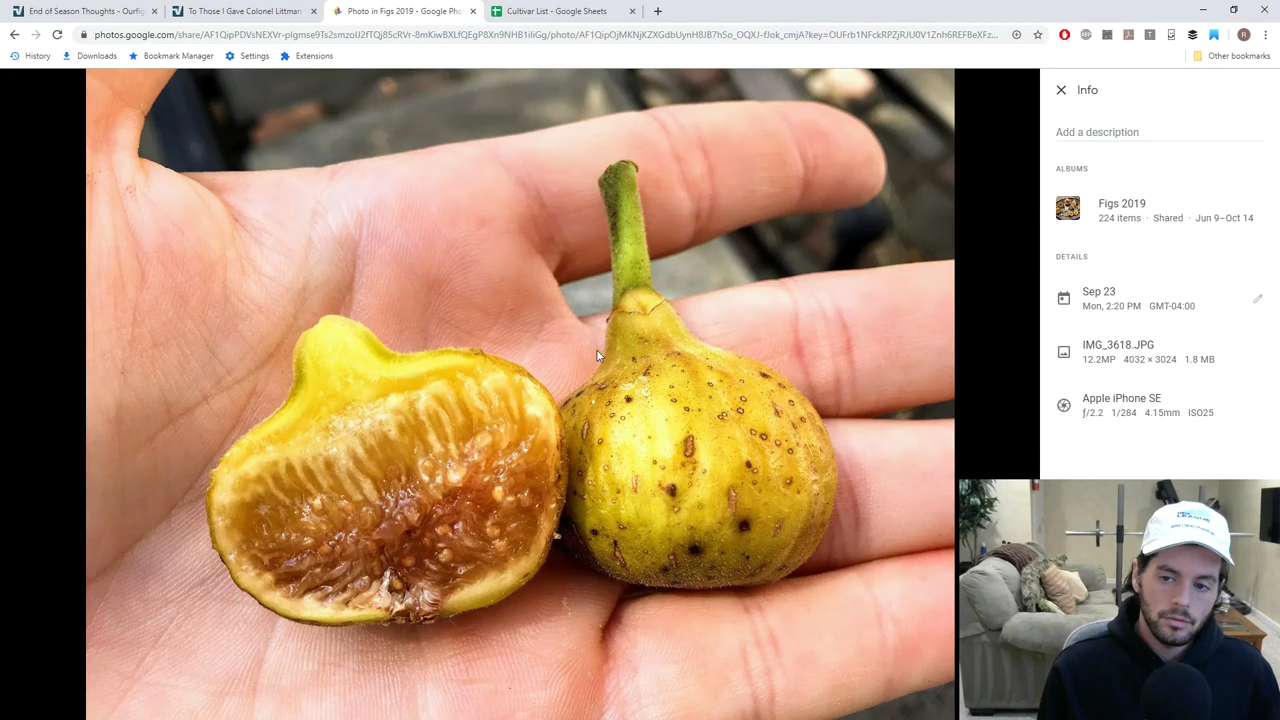 End of Season Thoughts - Ourfig
To Those I Gave Colonel Littman
Photo in Figs 2019 - Google Pho
Cultivar List - Google Sheets
History
Downloads
Bookmark Manager
Settings
Extensions
Other bookmarks
Info
Add a description
ALBUMS
Figs 2019
224 items · Shared · Jun 9–Oct 14
DETAILS
Sep 23
Mon, 2:20 PM GMT-04:00
IMG_3618.JPG
12.2MP 4032 × 3024 1.8 MB
Apple iPhone SE
ƒ/2.2 1/284 4.15mm ISO25
LEAGUE